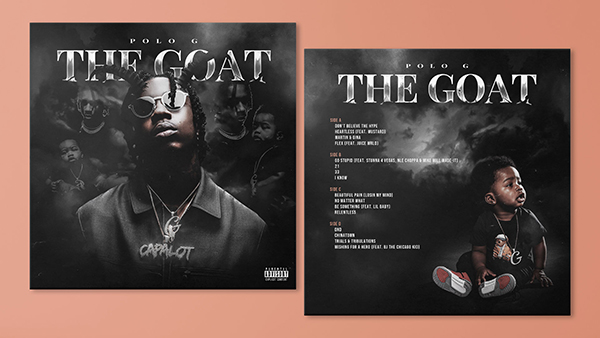 POLO G
THE GOAT
CAPALOT
PARENTAL
ADVISORY
EXPLICIT CONTENT
POLO G
THE GOAT
SIDE A
DON'T BELIEVE THE HYPE
HEARTLESS (FEAT. MUSTARD)
MARTIN & GINA
FLEX (FEAT. JUICE WRLD)
SIDE B
GO STUPID (FEAT. STUNNA 4 VEGAS, NLE CHOPPA & MIKE WILL MADE-IT)
21
33
I KNOW
SIDE C
BEAUTIFUL PAIN (LOSIN MY MIND)
NO MATTER WHAT
BE SOMETHING (FEAT. LIL BABY)
RELENTLESS
SIDE D
DND
CHINATOWN
TRIALS & TRIBULATIONS
WISHING FOR A HERO (FEAT. BJ THE CHICAGO KID)
G